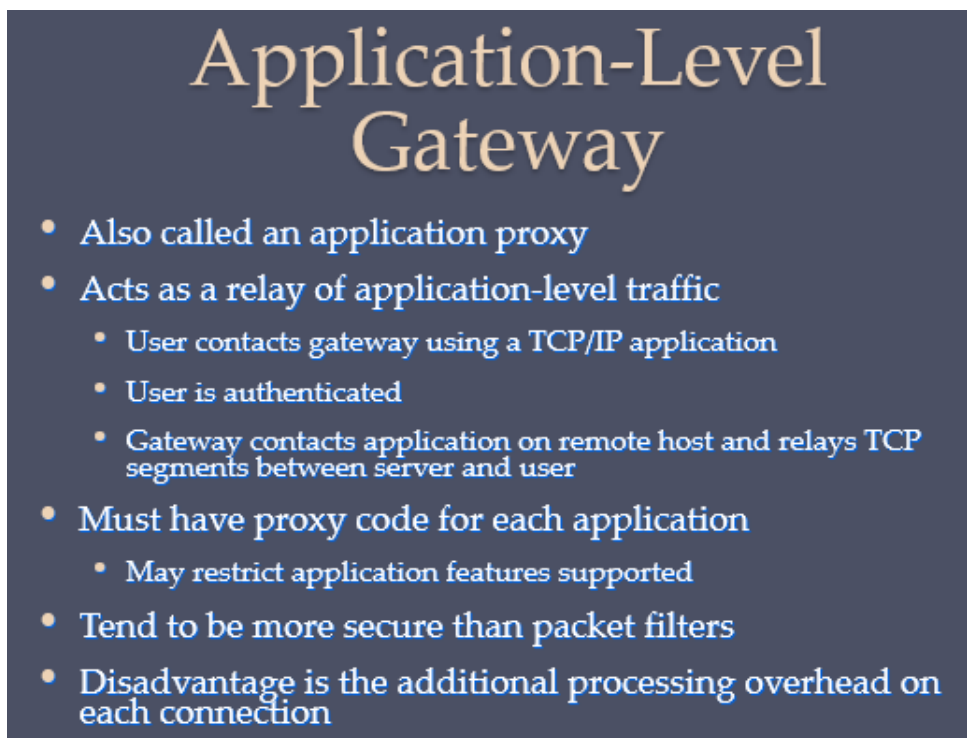 Application-Level
Gateway
• Also called an application proxy
• Acts as a relay of application-level traffic
• User contacts gateway using a TCP/IP application
• User is authenticated
• Gateway contacts application on remote host and relays TCP
segments between server and user
• Must have proxy code for each application
• May restrict application features supported
• Tend to be more secure than packet filters
• Disadvantage is the additional processing overhead on
each connection